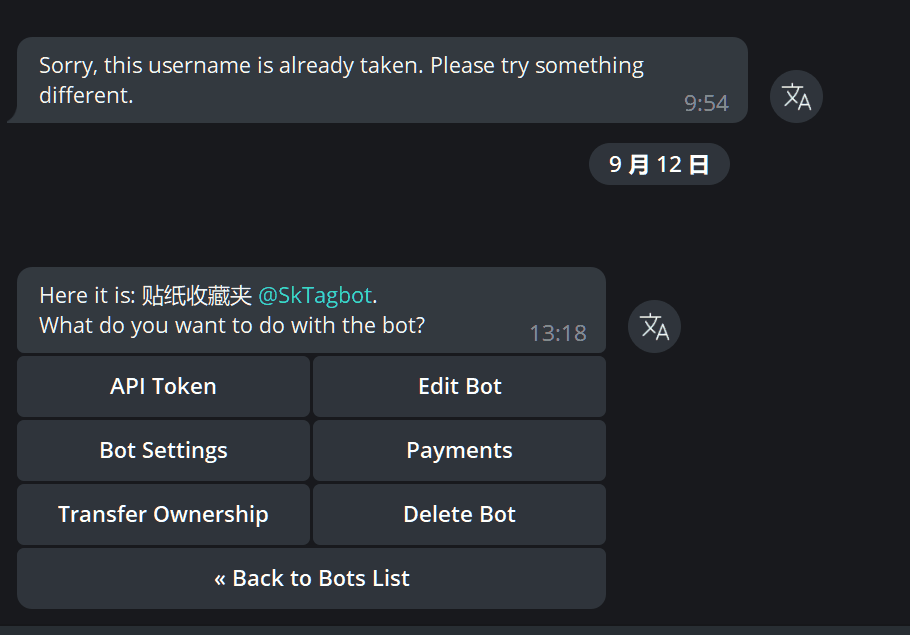 Sorry, this username is already taken. Please try something
different.
9:54
9 月 12 日
Here it is: 贴纸收藏夹 @SkTagbot.
What do you want to do with the bot?
13:18
API Token
Edit Bot
Bot Settings
Payments
Transfer Ownership
Delete Bot
« Back to Bots List